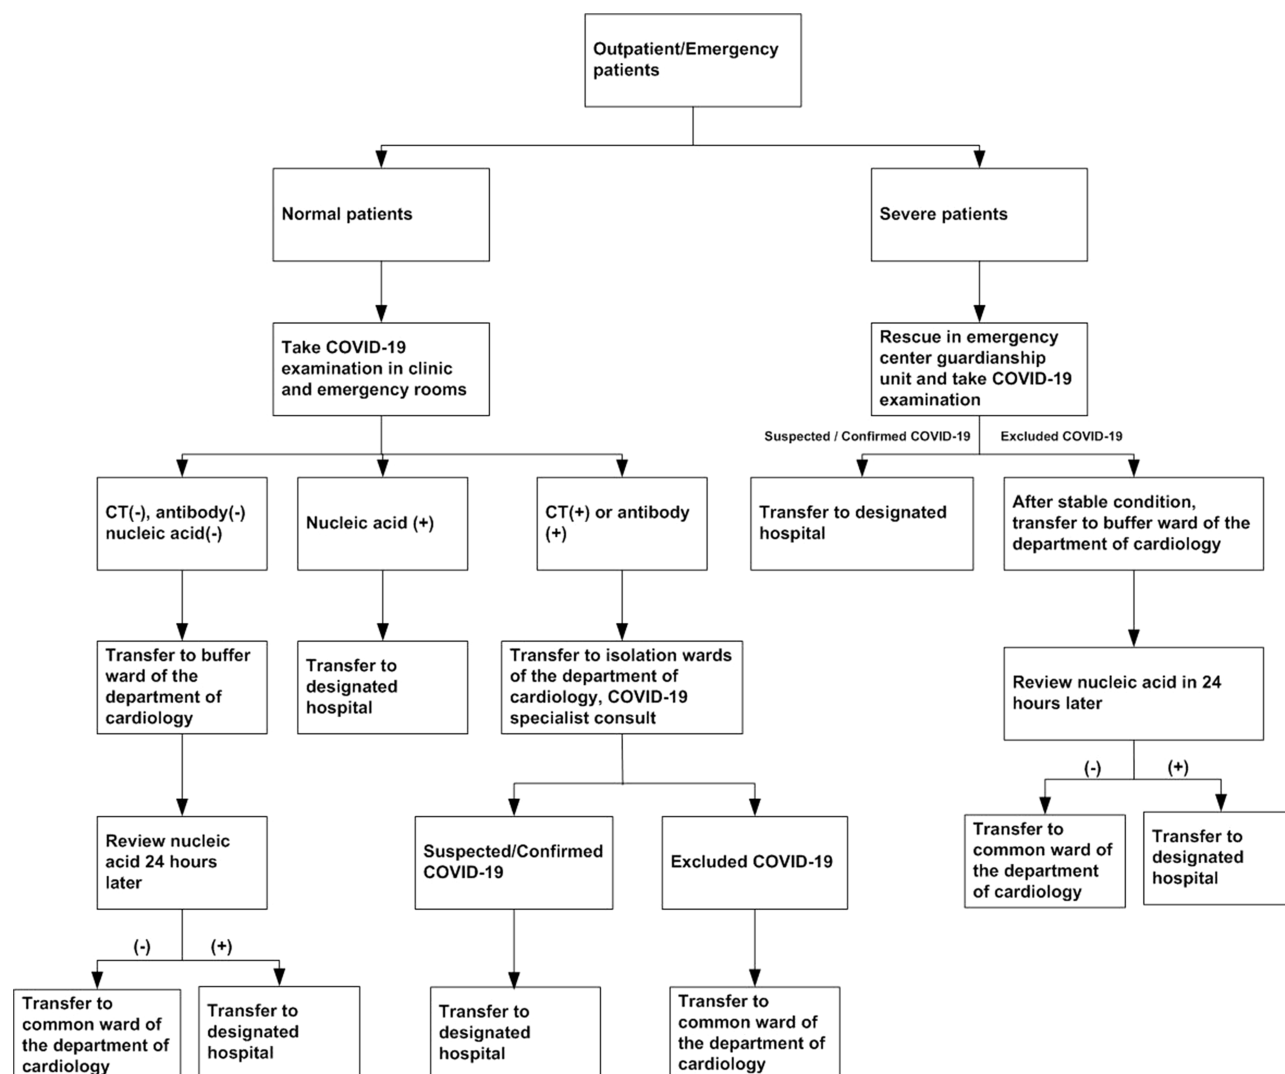 Outpatient/Emergency
patients
Normal patients
Severe patients
Take COVID-19
examination in clinic
and emergency rooms
Rescue in emergency
center guardianship
unit and take COVID-19
examination
Suspected / Confirmed COVID-19
Excluded COVID-19
CT(-), antibody(-)
nucleic acid(-)
Nucleic acid (+)
CT(+) or antibody
(+)
Transfer to designated
hospital
After stable condition,
transfer to buffer ward of the
department of cardiology
Transfer to buffer
ward of the
department of
cardiology
Transfer to
designated
hospital
Transfer to isolation wards
of the department of
cardiology, COVID-19
specialist consult
Review nucleic acid in 24
hours later
(-)
(+)
Review nucleic
acid 24 hours
later
Suspected/Confirmed
COVID-19
Excluded COVID-19
Transfer to
common ward of
the department
of cardiology
Transfer to
designated
hospital
(-)
(+)
Transfer to
common ward of
the department of
cardiology
Transfer to
designated
hospital
Transfer to
designated
hospital
Transfer to
common ward of
the department of
cardiology